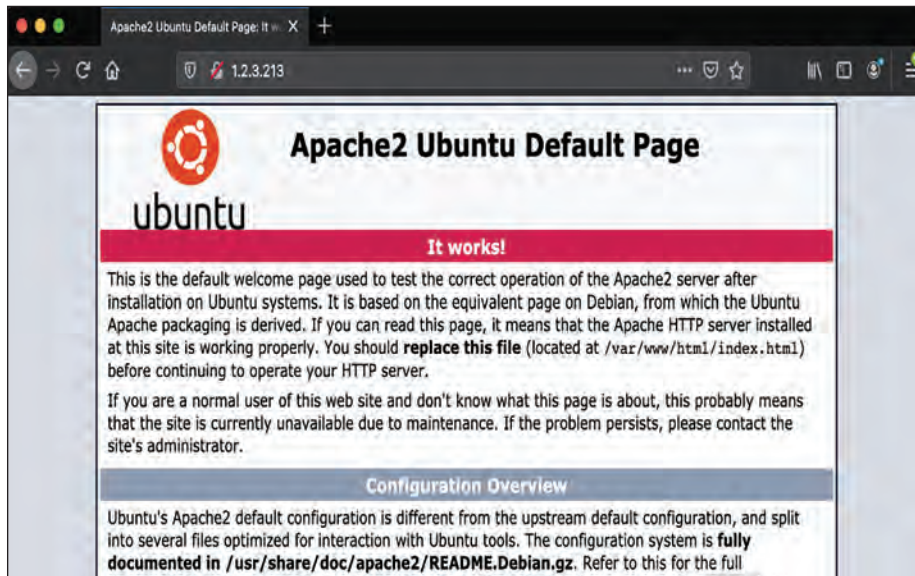 Apache2 Ubuntu Default Page: It w
1.2.3.213
ubuntu
Apache2 Ubuntu Default Page
It works!
This is the default welcome page used to test the correct operation of the Apache2 server after
installation on Ubuntu systems. It is based on the equivalent page on Debian, from which the Ubuntu
Apache packaging is derived. If you can read this page, it means that the Apache HTTP server installed
at this site is working properly. You should replace this file (located at /var/www/html/index.html)
before continuing to operate your HTTP server.
If you are a normal user of this web site and don't know what this page is about, this probably means
that the site is currently unavailable due to maintenance. If the problem persists, please contact the
site's administrator.
Configuration Overview
Ubuntu's Apache2 default configuration is different from the upstream default configuration, and split
into several files optimized for interaction with Ubuntu tools. The configuration system is fully
documented in /usr/share/doc/apache2/README.Debian.gz. Refer to this for the full